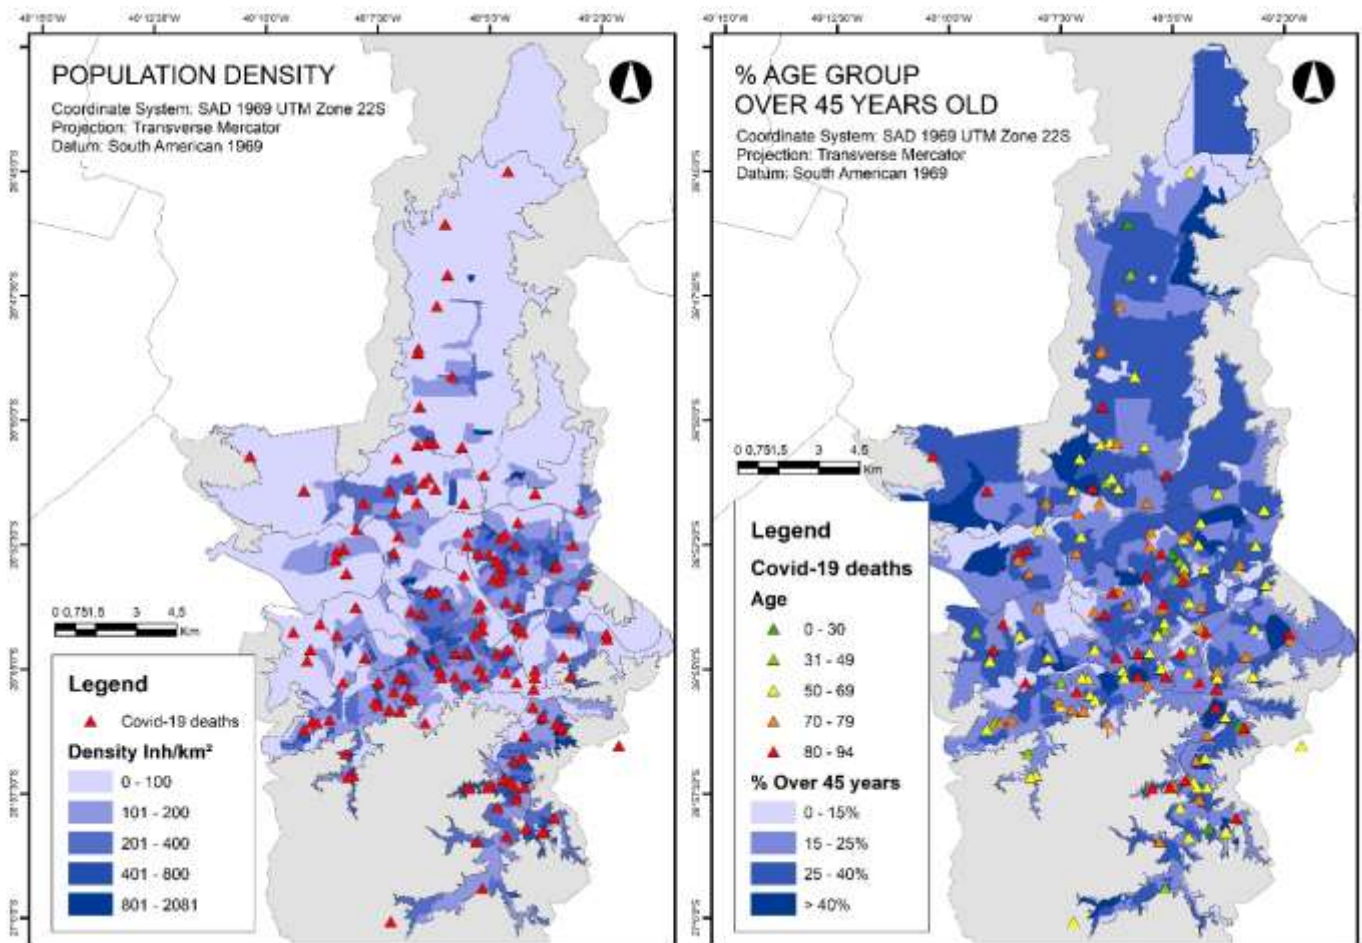 POPULATION DENSITY
Coordinate System: SAD 1969 UTM Zone 22S
Projection: Transverse Mercator
Datum: South American 1969
0 0,751,5 3 4,5
Km
Legend
Covid-19 deaths
Density Inh/km²
0 - 100
101 - 200
201 - 400
401 - 800
801 - 2081
% AGE GROUP
OVER 45 YEARS OLD
Coordinate System: SAD 1969 UTM Zone 22S
Projection: Transverse Mercator
Datum: South American 1969
0 0,751,5 3 4,5
Km
Legend
Covid-19 deaths
Age
0 - 30
31 - 49
50 - 69
70 - 79
80 - 94
% Over 45 years
0 - 15%
15 - 25%
25 - 40%
> 40%